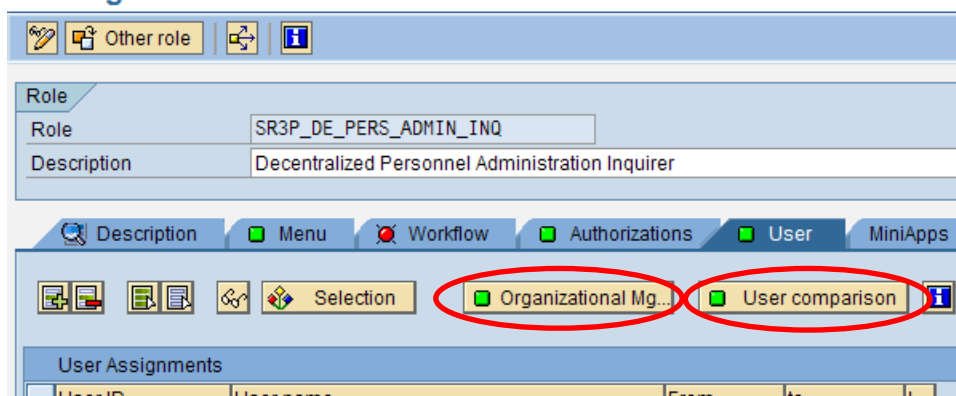 Other role
Role
Role SR3P_DE_PERS_ADMIN_INQ
Description Decentralized Personnel Administration Inquirer
Description Menu Workflow Authorizations User MiniApps
Selection Organizational Mg... User comparison
User Assignments
User ID User name From to